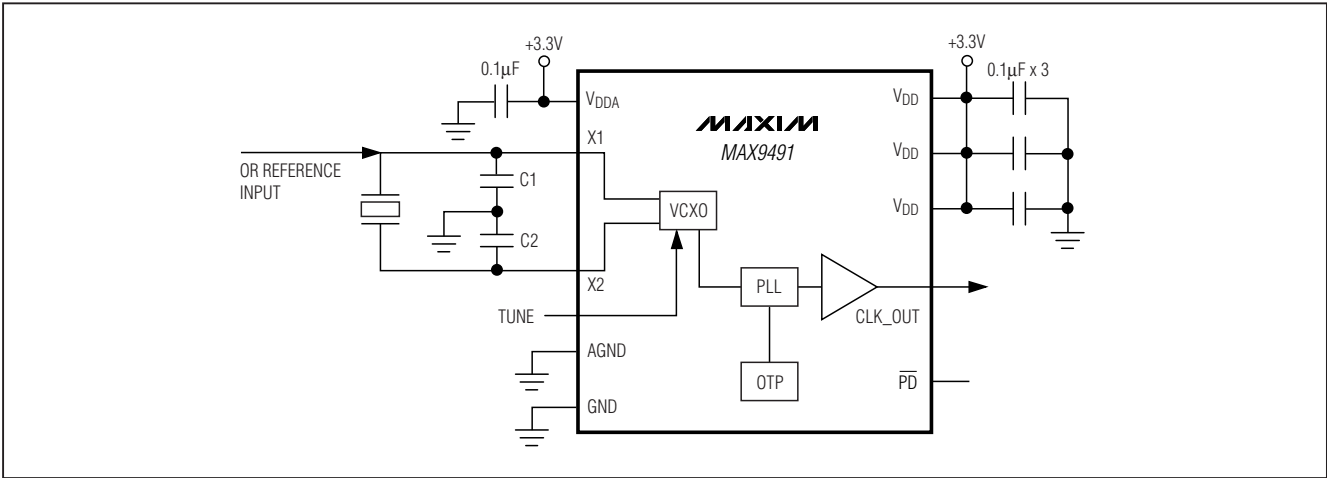 +3.3V
0.1µF
VDDA
X1
OR REFERENCE
INPUT
C1
C2
X2
TUNE
AGND
GND
MAXIM
MAX9491
VCXO
PLL
OTP
CLK_OUT
+3.3V
0.1µF x 3
VDD
VDD
VDD
PD